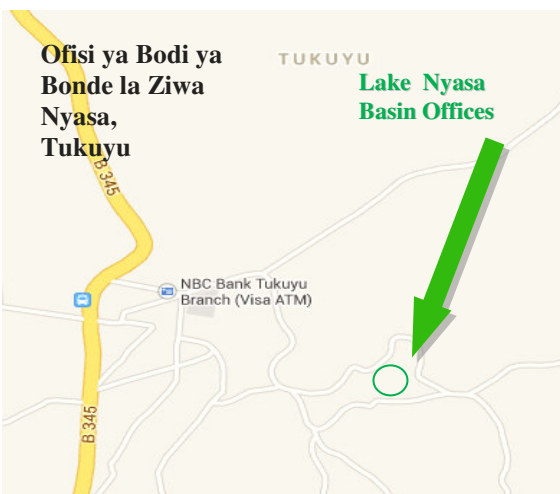 Ofisi ya Bodi ya
Bonde la Ziwa
Nyasa,
Tukuyu
TUKUYU
Lake Nyasa
Basin Offices
B 345
NBC Bank Tukuyu
Branch (Visa ATM)
B 345